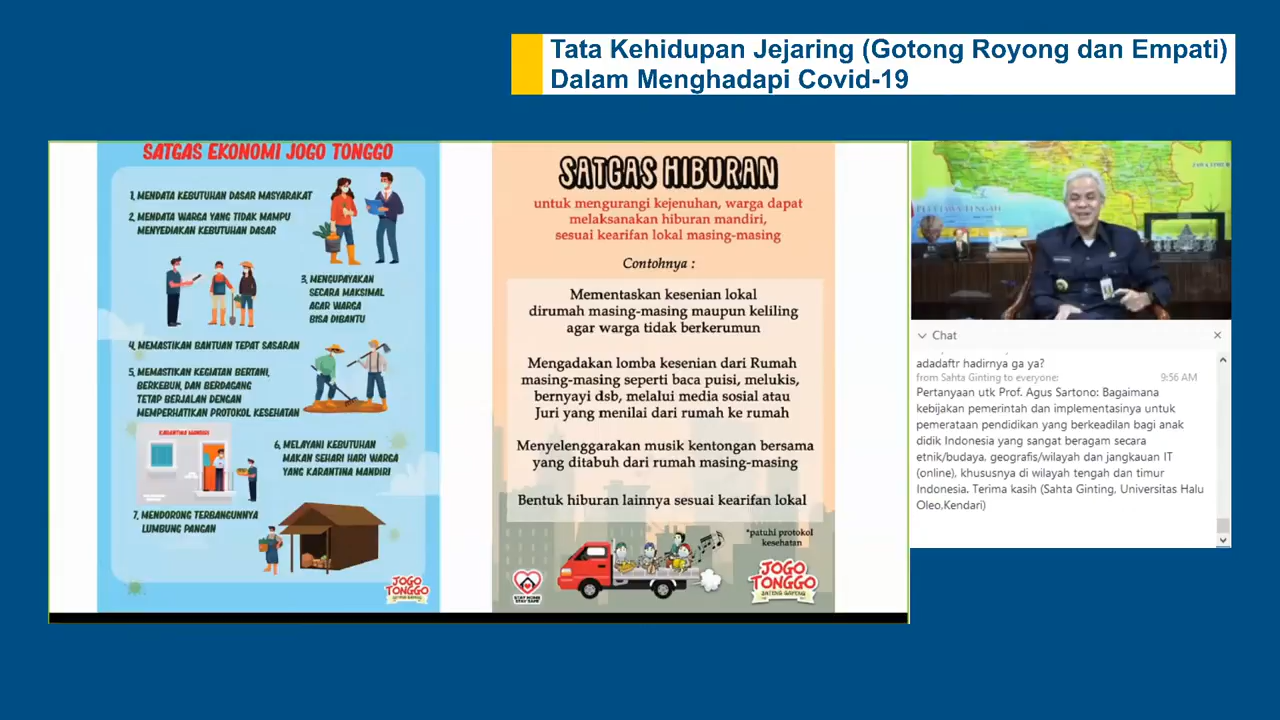 Tata Kehidupan Jejaring (Gotong Royong dan Empati)
Dalam Menghadapi Covid-19
SATGAS EKONOMI JOGO TONGGO
1. MENDATA KEBUTUHAN DASAR MASYARAKAT
2. MENDATA WARGA YANG TIDAK MAMPU
MENYEDIAKAN KEBUTUHAN DASAR
3. MENGUPAYAKAN
SECARA MAKSIMAL
AGAR WARGA
BISA DIBANTU
4. MEMASTIKAN BANTUAN TEPAT SASARAN
5. MEMASTIKAN KEGIATAN BERTANI,
BERKEBUN, DAN BERDAGANG
TETAP BERJALAN DENGAN
MEMPERHATIKAN PROTOKOL KESEHATAN
KARANTINA MANDIRI
6. MELAYANI KEBUTUHAN
MAKAN SEHARI HARI WARGA
YANG KARANTINA MANDIRI
7. MENDORONG TERBANGUNNYA
LUMBUNG PANGAN
JOGO
TONGGO
SATGAS HIBURAN
untuk mengurangi kejenuhan, warga dapat
melaksanakan hiburan mandiri,
sesuai kearifan lokal masing-masing
Contohnya :
Mementaskan kesenian lokal
dirumah masing-masing maupun keliling
agar warga tidak berkerumun
Mengadakan lomba kesenian dari Rumah
masing-masing seperti baca puisi, melukis,
bernyayi dsb, melalui media sosial atau
Juri yang menilai dari rumah ke rumah
Menyelenggarakan musik kentongan bersama
yang ditabuh dari rumah masing-masing
Bentuk hiburan lainnya sesuai kearifan lokal
*patuhi protokol
kesehatan
STAY HOME
STAY SAFE
JOGO
TONGGO
JATENG GAYENG
JAWA TIMUR
Chat
adadaftr hadirnya ga ya?
from Sahta Ginting to everyone: 9:56 AM
Pertanyaan utk Prof. Agus Sartono: Bagaimana
kebijakan pemerintah dan implementasinya untuk
pemerataan pendidikan yang berkeadilan bagi anak
didik Indonesia yang sangat beragam secara
etnik/budaya, geografis/wilayah dan jangkauan IT
(online), khususnya di wilayah tengah dan timur
Indonesia. Terima kasih (Sahta Ginting, Universitas Halu
Oleo,Kendari)